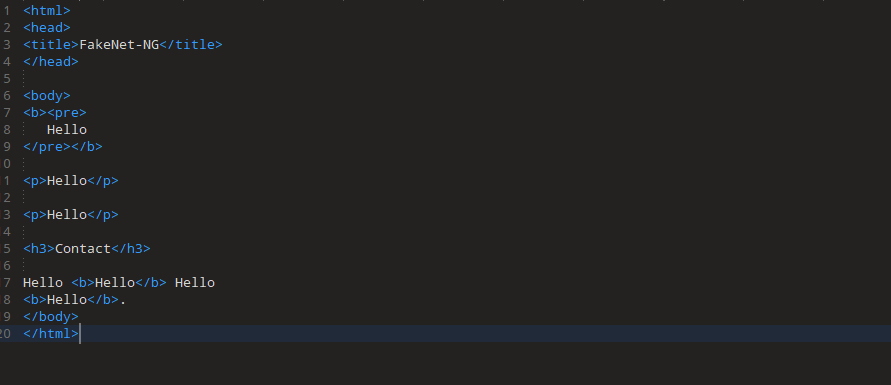 1 <html>
2 <head>
3 <title>FakeNet-NG</title>
4 </head>
5
6 <body>
7 <b><pre>
8    Hello
9 </pre></b>
0
1 <p>Hello</p>
2
3 <p>Hello</p>
4
5 <h3>Contact</h3>
6
7 Hello <b>Hello</b> Hello
8 <b>Hello</b>.
9 </body>
20 </html>